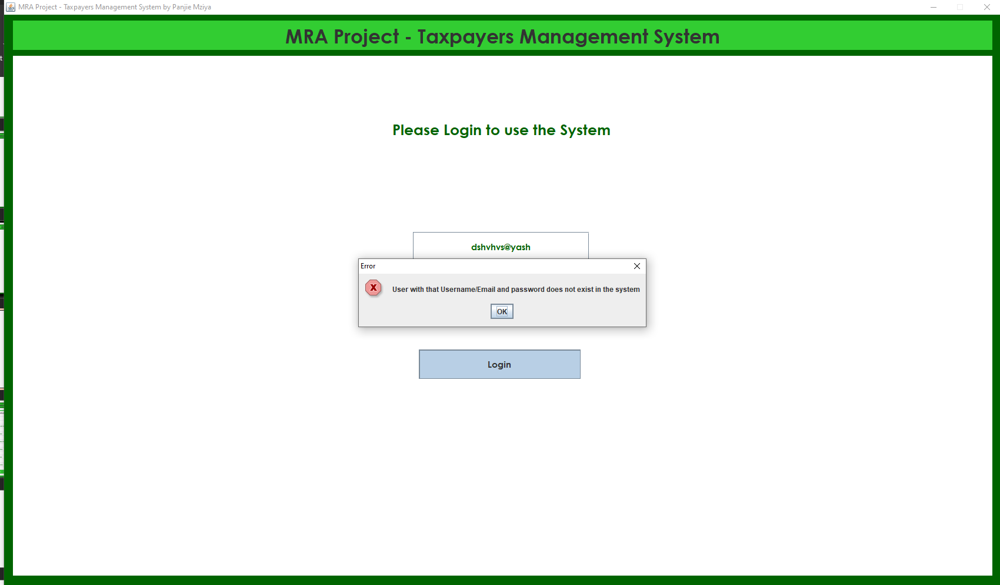 MRA Project - Taxpayers Management System by Panjie Mziya
MRA Project - Taxpayers Management System
Please Login to use the System
dshvhvs@yash
Error
User with that Username/Email and password does not exist in the system
OK
Login